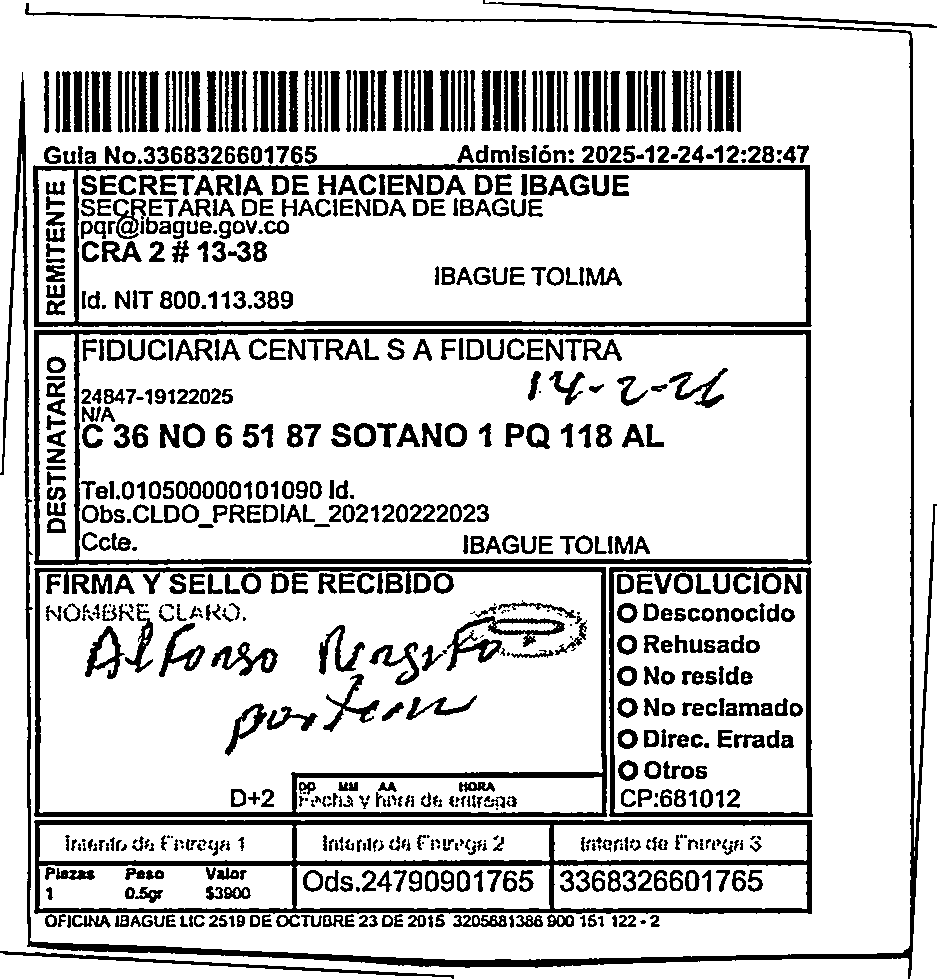 Guia No.3368326601765 Admisión: 2025-12-24-12:28:47
REMITENTE
SECRETARIA DE HACIENDA DE IBAGUE
SECRETARIA DE HACIENDA DE IBAGUE
pqr@ibague.gov.co
CRA 2 # 13-38
IBAGUE TOLIMA
Id. NIT 800.113.389
DESTINATARIO
FIDUCIARIA CENTRAL S A FIDUCENTRA
14-2-26
24847-19122025
N/A
C 36 NO 6 51 87 SOTANO 1 PQ 118 AL
Tel.010500000101090 Id.
Obs.CLDO_PREDIAL_202120222023
Ccte. IBAGUE TOLIMA
FIRMA Y SELLO DE RECIBIDO
NOMBRE CLARO.
Alfonso
D+2
DD MM AA HORA
Fecha y hora de entrega
DEVOLUCION
Desconocido
Rehusado
No reside
No reclamado
Direc. Errada
Otros
CP:681012
Intento de Entrega 1 Intento de Entrega 2 Intento de Entrega 3
Piezas Peso Valor
1 0.5gr $3900
Ods.24790901765 3368326601765
OFICINA IBAGUE LIC 2519 DE OCTUBRE 23 DE 2015 3205681386 900 151 122 - 2